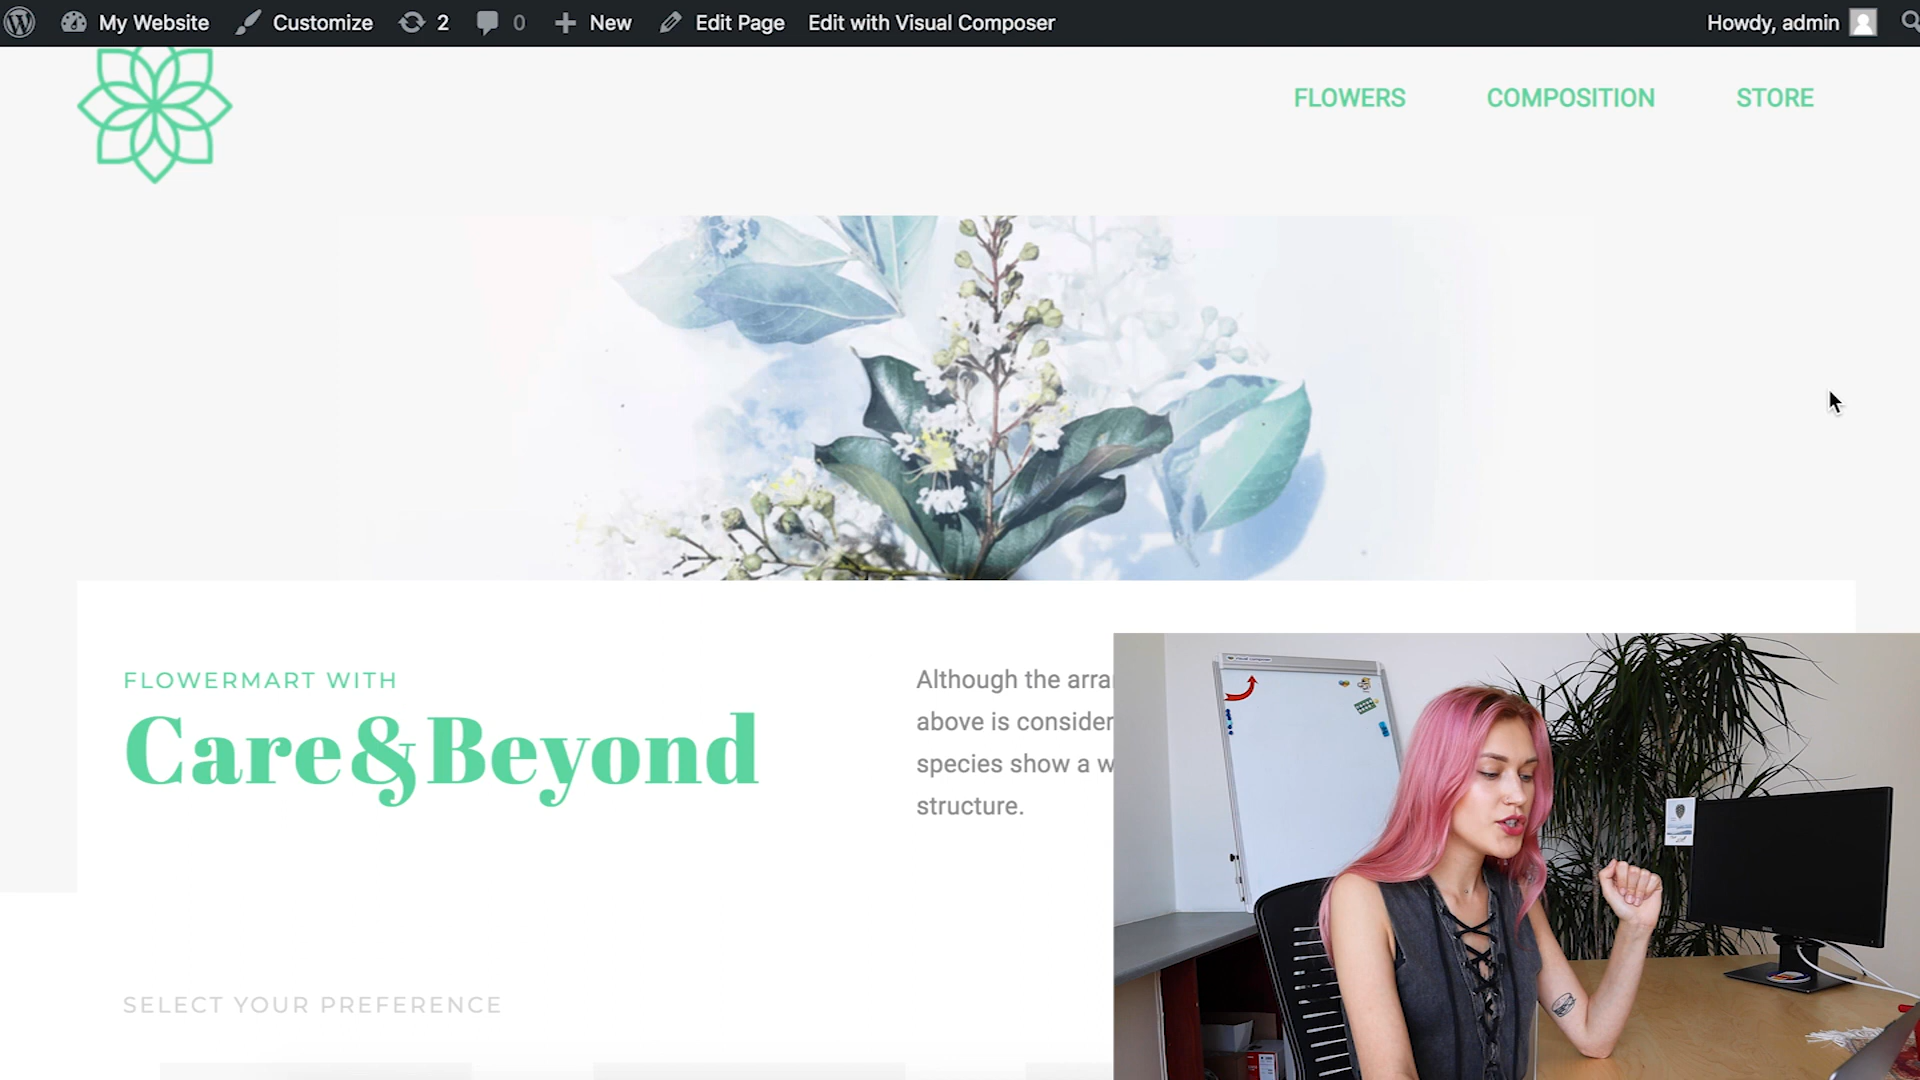 My Website Customize 2 0 New Edit Page Edit with Visual Composer Howdy, admin
FLOWERS COMPOSITION STORE
FLOWERMART WITH
Care&Beyond
Although the arra
above is consider
species show a w
structure.
SELECT YOUR PREFERENCE